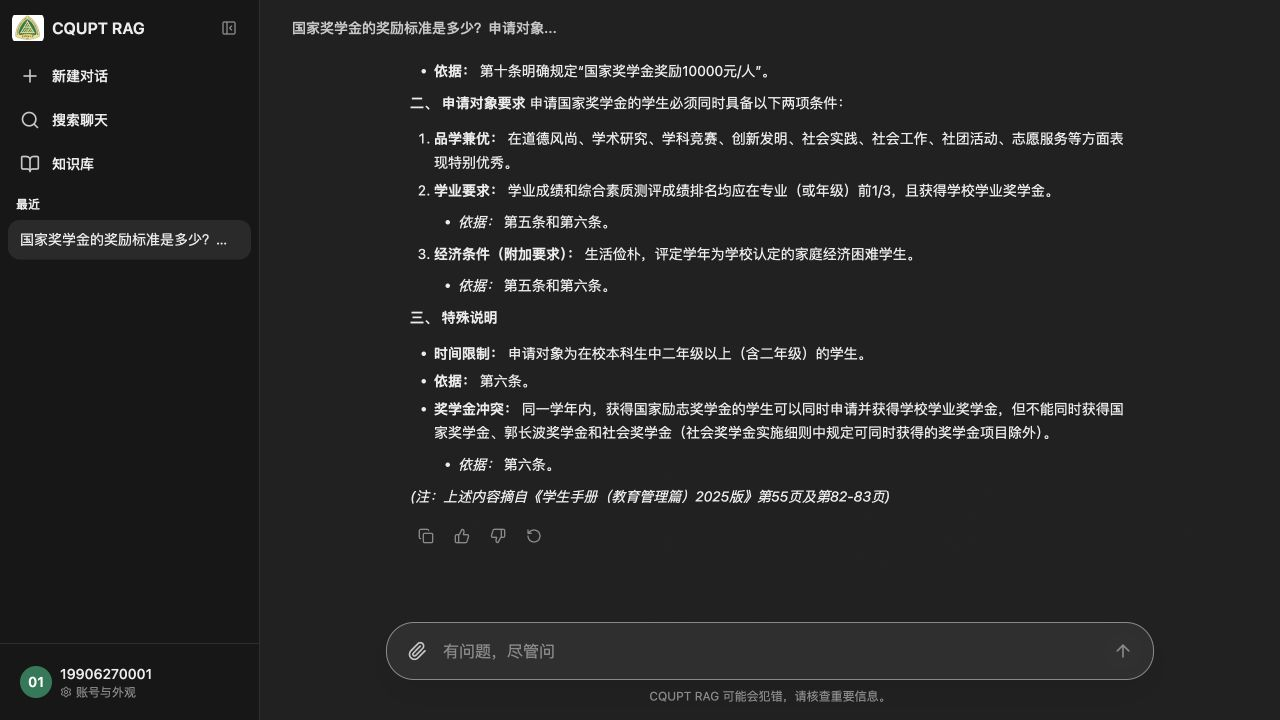 CQUPT RAG
新建对话
搜索聊天
知识库
最近
国家奖学金的奖励标准是多少？...
01
19906270001
账号与外观
国家奖学金的奖励标准是多少？申请对象...
• 依据： 第十条明确规定“国家奖学金奖励10000元/人”。
二、 申请对象要求 申请国家奖学金的学生必须同时具备以下两项条件：
1. 品学兼优： 在道德风尚、学术研究、学科竞赛、创新发明、社会实践、社会工作、社团活动、志愿服务等方面表
现特别优秀。
2. 学业要求： 学业成绩和综合素质测评成绩排名均应在专业（或年级）前1/3，且获得学校学业奖学金。
• 依据： 第五条和第六条。
3. 经济条件（附加要求）： 生活俭朴，评定学年为学校认定的家庭经济困难学生。
• 依据： 第五条和第六条。
三、 特殊说明
• 时间限制： 申请对象为在校本科生中二年级以上（含二年级）的学生。
• 依据： 第六条。
• 奖学金冲突： 同一学年内，获得国家励志奖学金的学生可以同时申请并获得学校学业奖学金，但不能同时获得国
家奖学金、郭长波奖学金和社会奖学金（社会奖学金实施细则中规定可同时获得的奖学金项目除外）。
• 依据： 第六条。
(注：上述内容摘自《学生手册（教育管理篇）2025版》第55页及第82-83页)
有问题，尽管问
CQUPT RAG 可能会犯错，请核查重要信息。